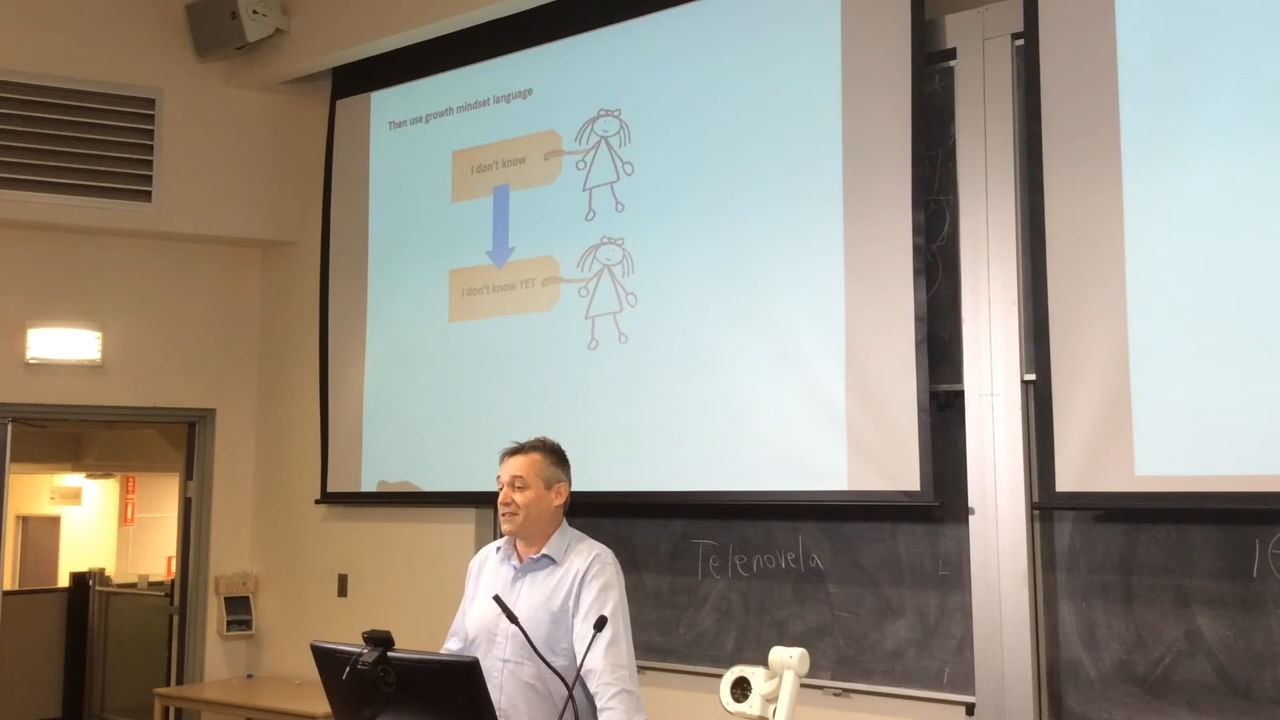 Then use growth mindset language
I don't know
I don't know YET
Telenovela